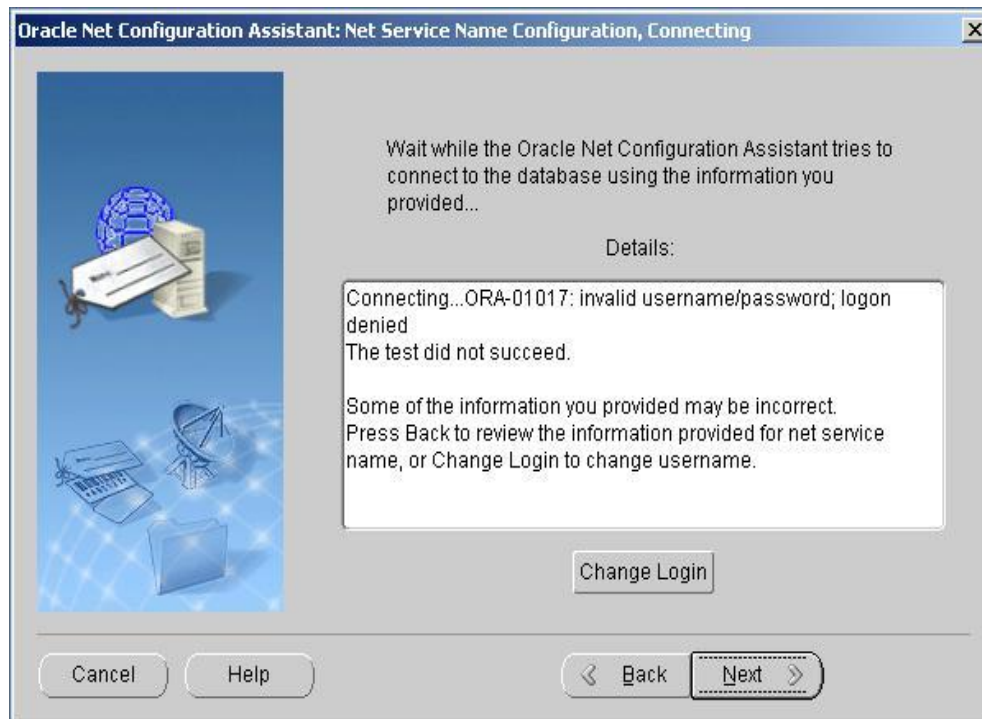 Oracle Net Configuration Assistant: Net Service Name Configuration, Connecting
Wait while the Oracle Net Configuration Assistant tries to
connect to the database using the information you
provided...
Details:
Connecting...ORA-01017: invalid username/password; logon
denied
The test did not succeed.
Some of the information you provided may be incorrect.
Press Back to review the information provided for net service
name, or Change Login to change username.
Change Login
Cancel
Help
Back
Next